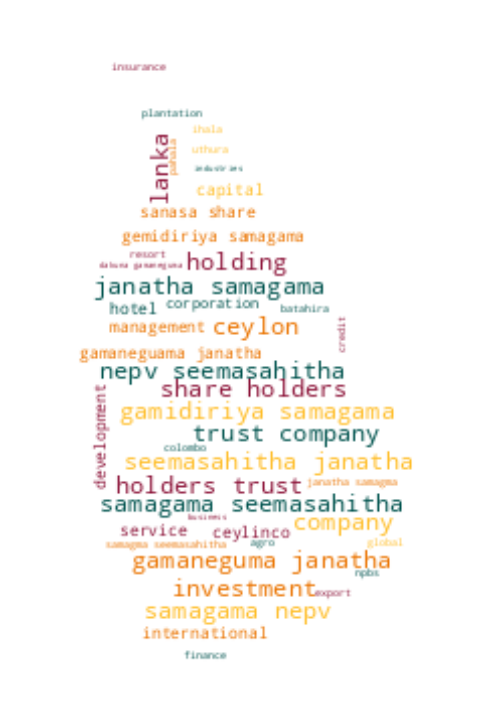 insurance
plantation
ihala
lanka
pahala
uthura
industries
capital
sanasa share
gemidiriya samagama
resort
dakuna gamaneguna
holding
janatha samagama
hotel
corporation
batahira
management
ceylon
credit
gamaneguama janatha
nepv seemasahitha
share holders
development
gamidiriya samagama
trust company
colombo
seemasahitha janatha
holders trust
janatha samagma
samagama seemasahitha
business
company
service
ceylinco
samagma seemasahitha
agro
global
gamaneguma janatha
npbs
investment
export
samagama nepv
international
finance